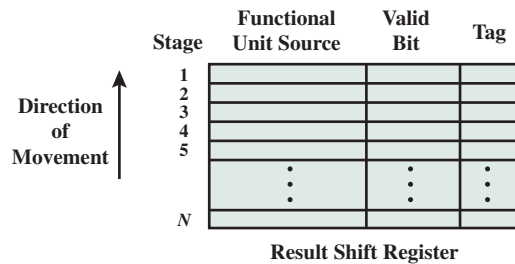 Functional
Unit Source
Valid
Bit
Tag
Stage
1
2
3
4
5
N
Direction
of
Movement
Result Shift Register